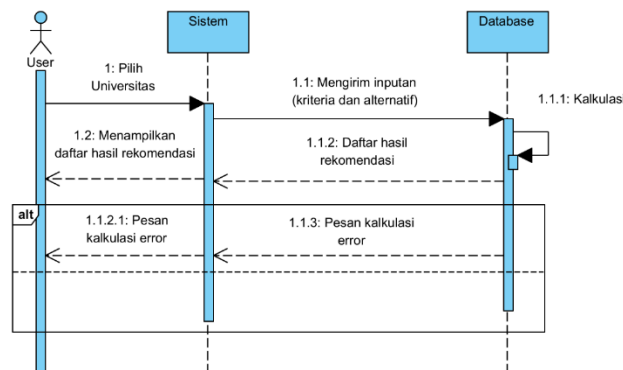 User
Sistem
Database
1: Pilih
Universitas
1.1: Mengirim inputan
(kriteria dan alternatif)
1.1.1: Kalkulasi
1.2: Menampilkan
daftar hasil rekomendasi
1.1.2: Daftar hasil
rekomendasi
alt
1.1.2.1: Pesan
kalkulasi error
1.1.3: Pesan kalkulasi
error